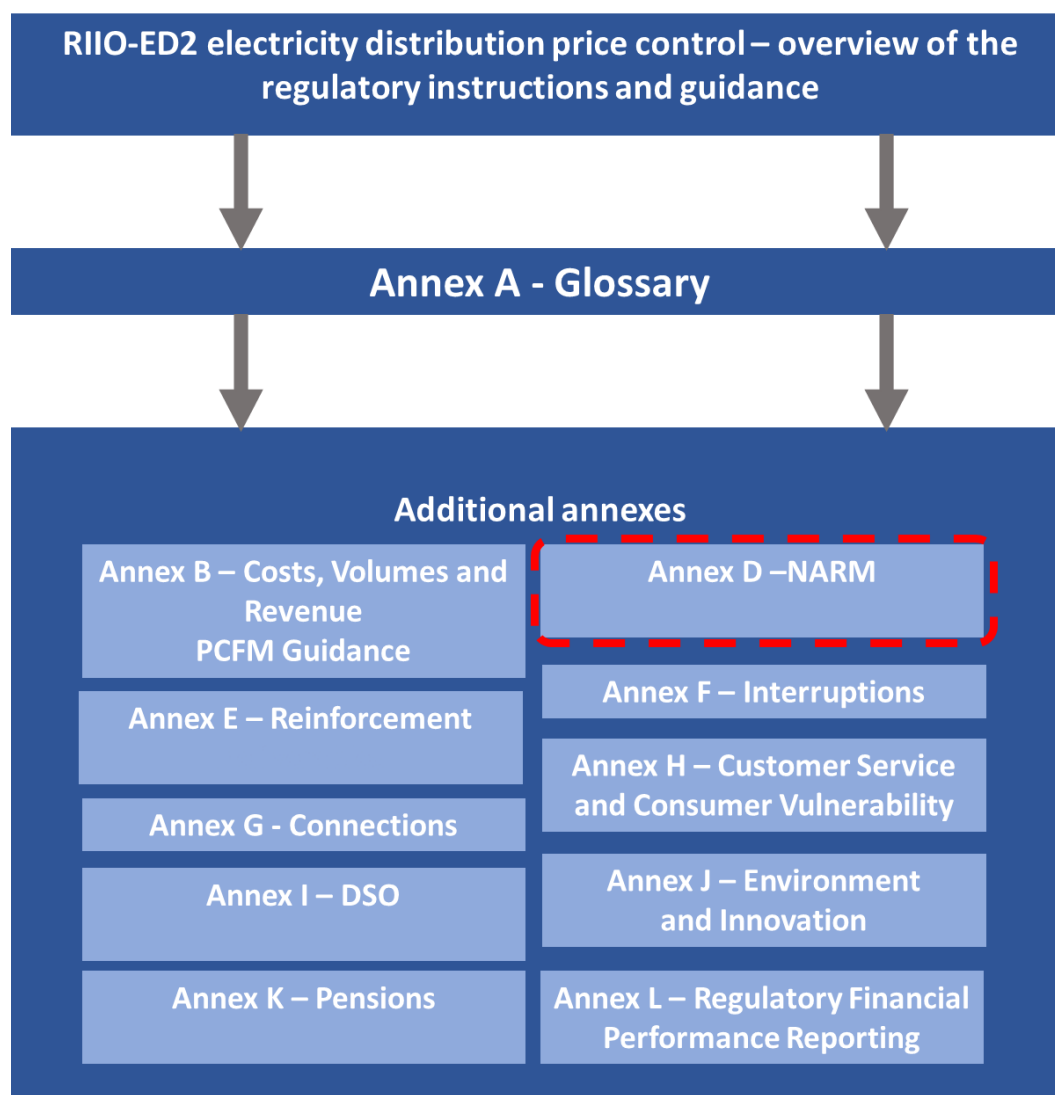 RIIO-ED2 electricity distribution price control – overview of the
regulatory instructions and guidance
Annex A - Glossary
Additional annexes
Annex B – Costs, Volumes and
Revenue
PCFM Guidance
Annex D –NARM
Annex E – Reinforcement
Annex F – Interruptions
Annex G - Connections
Annex H – Customer Service
and Consumer Vulnerability
Annex I – DSO
Annex J – Environment
and Innovation
Annex K – Pensions
Annex L – Regulatory Financial
Performance Reporting